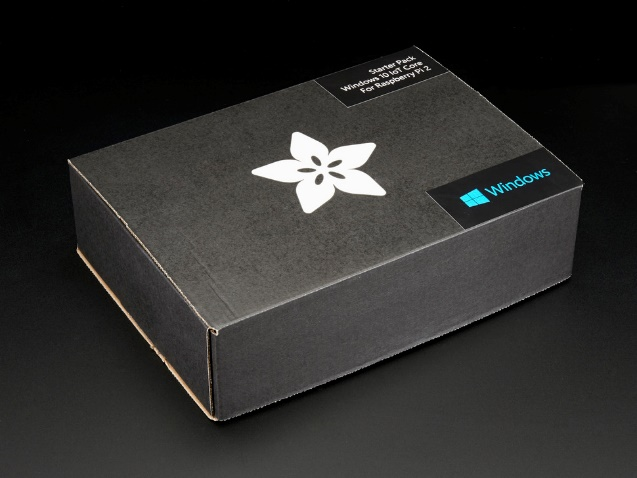 Starter Pack
Windows 10 IoT Core
For Raspberry Pi 2
Windows